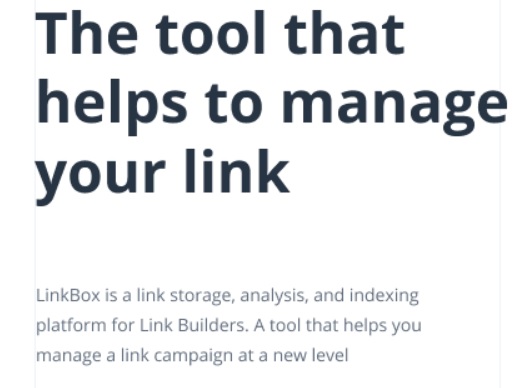 The tool that
helps to manage
your link
LinkBox is a link storage, analysis, and indexing
platform for Link Builders. A tool that helps you
manage a link campaign at a new level